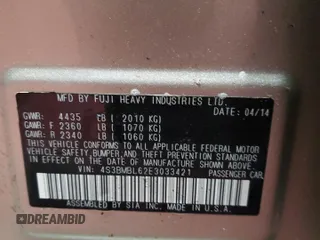 MFD BY FUJI HEAVY INDUSTRIES LTD.
DATE: 04/14
GVWR: 4435 LB ( 2010 KG)
GAWR: F 2360 LB ( 1070 KG)
GAWR: R 2340 LB ( 1060 KG)
THIS VEHICLE CONFORMS TO ALL APPLICABLE FEDERAL MOTOR
VEHICLE SAFETY, BUMPER, AND THEFT PREVENTION STANDARDS IN
EFFECT ON THE DATE OF MANUFACTURE SHOWN ABOVE.
VIN: 4S3BMBL62E3033421
PASSENGER CAR
ASSEMBLED BY SIA, INC. MADE IN U.S.A.
DREAMBID